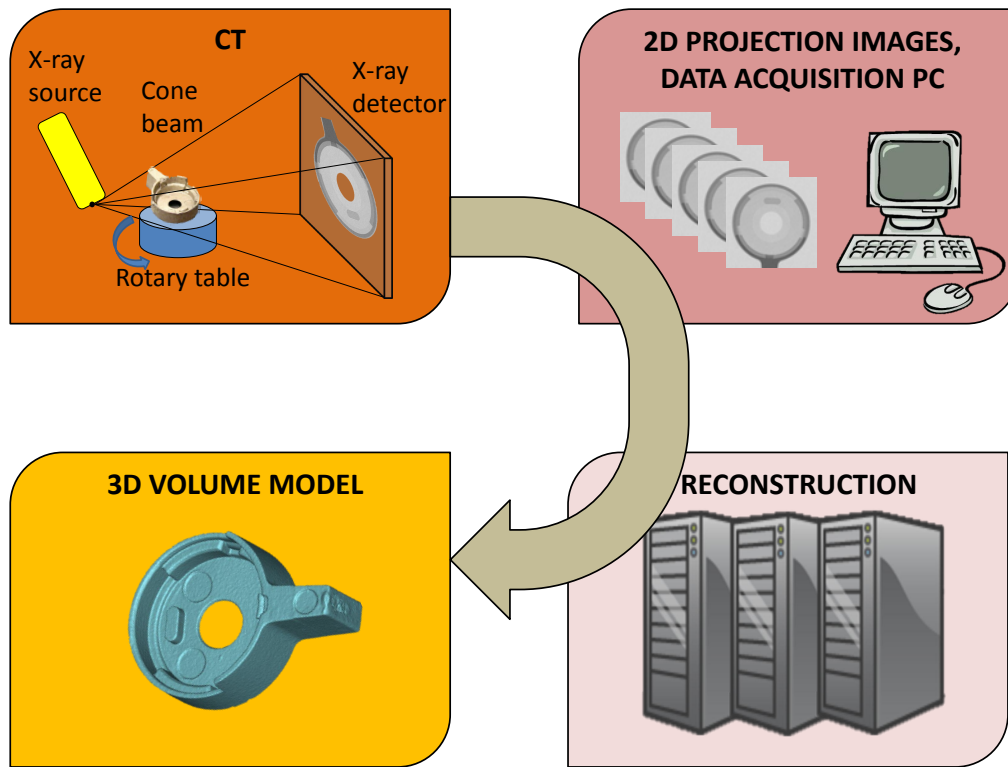 CT
X-ray
source
Cone
beam
X-ray
detector
Rotary table
2D PROJECTION IMAGES,
DATA ACQUISITION PC
3D VOLUME MODEL
RECONSTRUCTION